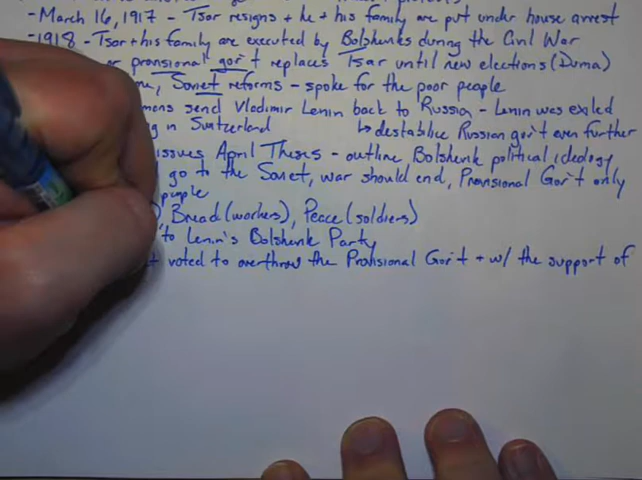 - March 16, 1917 - Tsar resigns + he + his family are put under house arrest
- 1918 - Tsar + his family are executed by Bolsheviks during the Civil War
provisional gov't replaces Tsar until new elections (Duma)
Soviet reforms - spoke for the poor people
send Vladimir Lenin back to Russia - Lenin was exiled
in Switzerland ↳ destablize Russian gov't even further
issues April Theses - outline Bolshevik political ideology
go to the Soviet, war should end, Provisional Gov't only
people
Bread (workers), Peace (soldiers)
to Lenin's Bolshevik Party
voted to overthrow the Provisional Gov't + w/ the support of